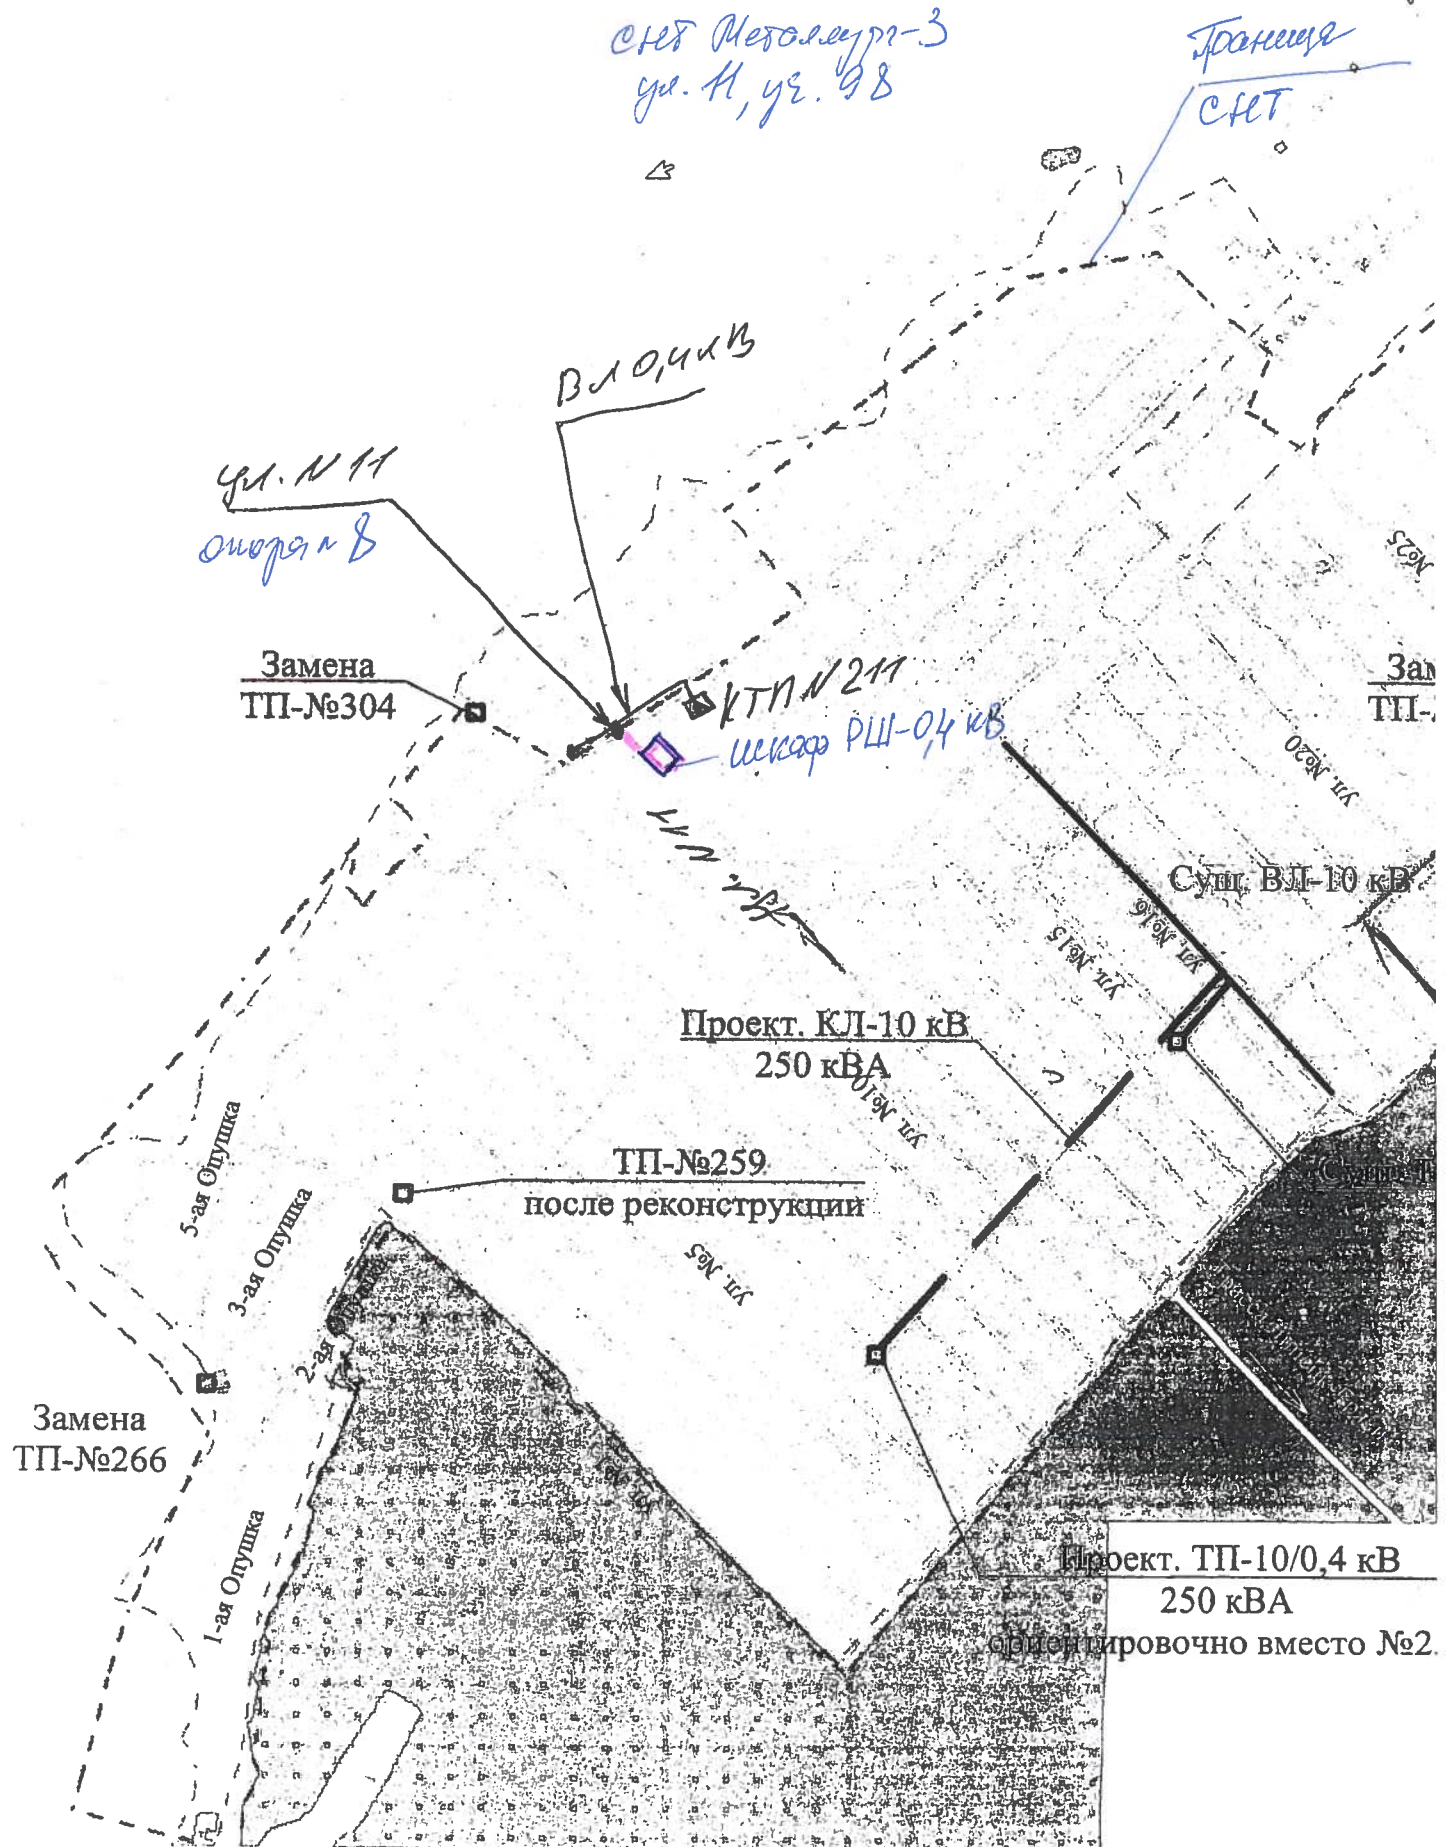 СНТ Металлург-3
ул. 11, уч. 98
Граница
СНТ
ВЛ 0,4 кВ
ул. N 11
опора N 8
Замена
ТП-№304
КТП N 211
шкаф РШ-0,4 кВ
ул. N 11
№25
Зам
ТП-
ул. №20
Сущ. ВЛ-10 кВ
ул. №16
ул. №15
Проект. КЛ-10 кВ
250 кВА
ул. №10
ТП-№259
после реконструкции
ул. №5
5-ая Опушка
3-ая Опушка
2-ая
Замена
ТП-№266
1-ая Опушка
Проект. ТП-10/0,4 кВ
250 кВА
ориентировочно вместо №2